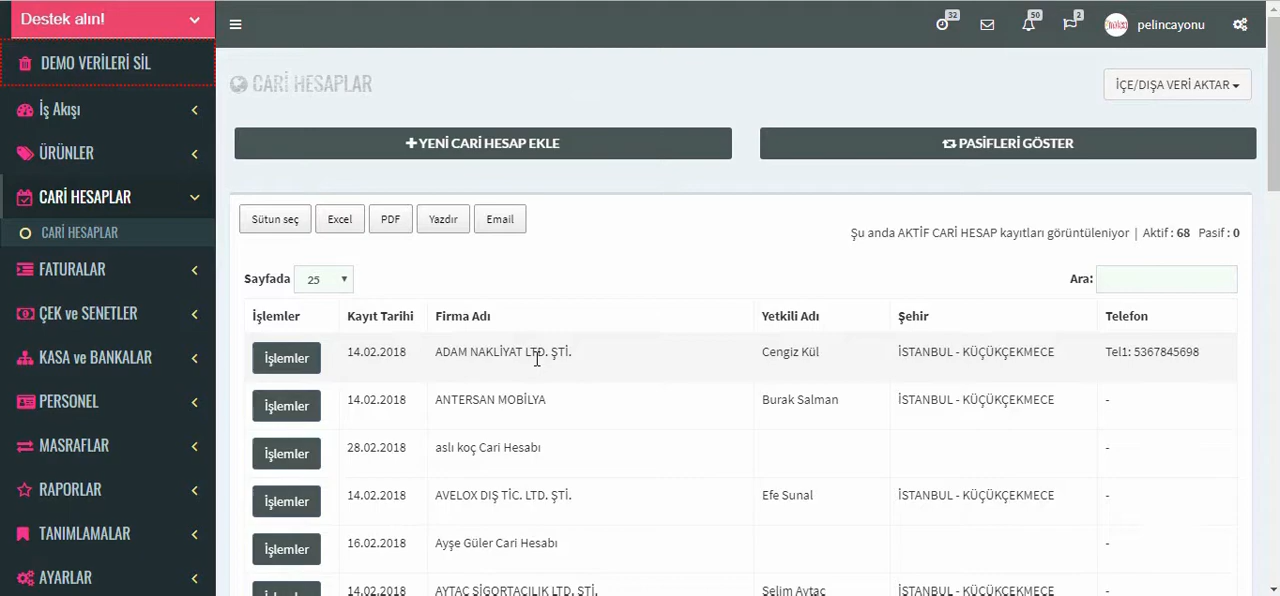 Destek alın!
32
50
2
pelincayonu
DEMO VERİLERİ SİL
İş Akışı
ÜRÜNLER
CARİ HESAPLAR
CARİ HESAPLAR
FATURALAR
ÇEK ve SENETLER
KASA ve BANKALAR
PERSONEL
MASRAFLAR
RAPORLAR
TANIMLAMALAR
AYARLAR
CARİ HESAPLAR
İÇE/DIŞA VERİ AKTAR
YENİ CARİ HESAP EKLE
PASİFLERİ GÖSTER
Sütun seç Excel PDF Yazdır Email
Şu anda AKTİF CARİ HESAP kayıtları görüntüleniyor | Aktif : 68 Pasif : 0
Sayfada 25
Ara:
İşlemler Kayıt Tarihi Firma Adı Yetkili Adı Şehir Telefon
İşlemler 14.02.2018 ADAM NAKLİYAT LTD. ŞTİ. Cengiz Kül İSTANBUL - KÜÇÜKÇEKMECE Tel1: 5367845698
İşlemler 14.02.2018 ANTERSAN MOBİLYA Burak Salman İSTANBUL - KÜÇÜKÇEKMECE -
İşlemler 28.02.2018 aslı koç Cari Hesabı -
İşlemler 14.02.2018 AVELOX DIŞ TİC. LTD. ŞTİ. Efe Sunal İSTANBUL - KÜÇÜKÇEKMECE -
İşlemler 16.02.2018 Ayşe Güler Cari Hesabı -
İşlemler 14.02.2018 AYTAÇ SİGORTACILIK LTD. ŞTİ. Selim Aytaç İSTANBUL - KÜÇÜKÇEKMECE -